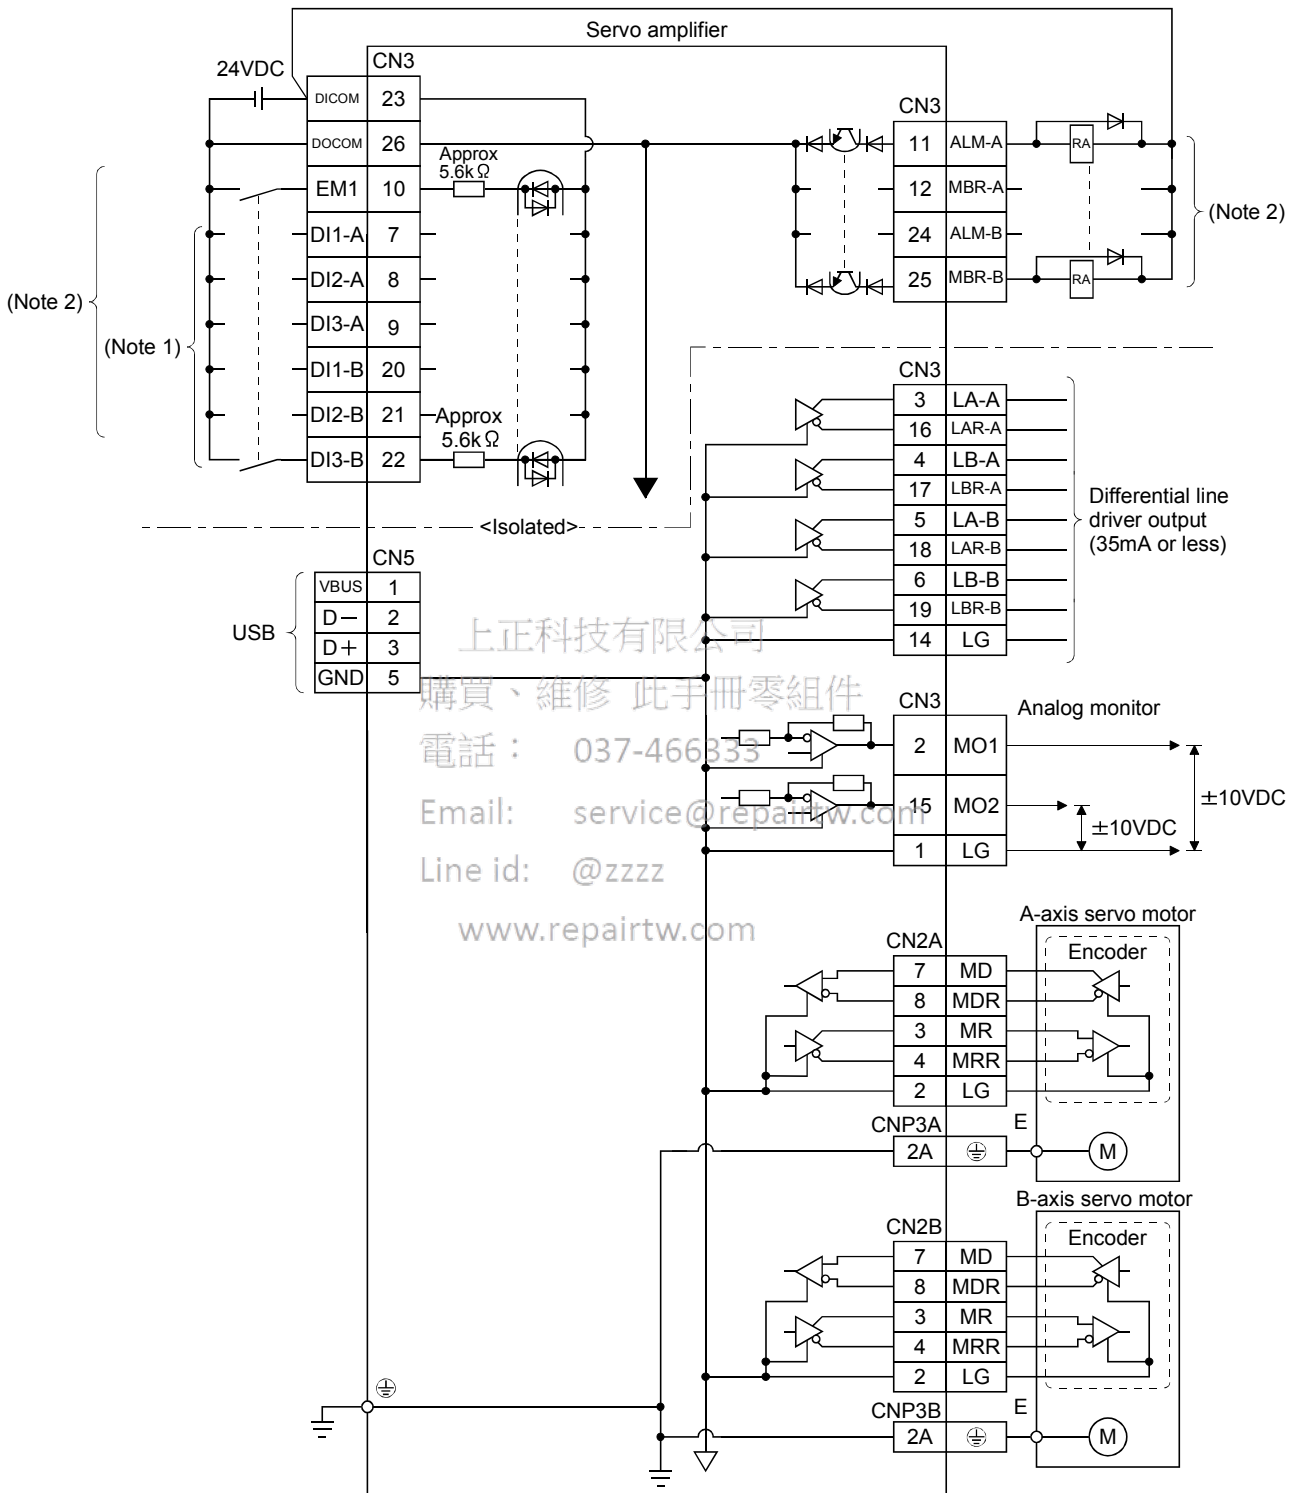 Servo amplifier
24VDC
CN3
DICOM 23
DOCOM 26
EM1 10
DI1-A 7
DI2-A 8
DI3-A 9
DI1-B 20
DI2-B 21
DI3-B 22
Approx
5.6kΩ
Approx
5.6kΩ
(Note 2)
(Note 1)
CN3
11 ALM-A
12 MBR-A
24 ALM-B
25 MBR-B
RA
RA
(Note 2)
<Isolated>
CN3
3 LA-A
16 LAR-A
4 LB-A
17 LBR-A
5 LA-B
18 LAR-B
6 LB-B
19 LBR-B
14 LG
Differential line
driver output
(35mA or less)
CN5
VBUS 1
D− 2
D+ 3
GND 5
USB
上正科技有限公司
購買、維修 此手冊零組件
電話： 037-466333
Email: service@repairtw.com
Line id: @zzzz
www.repairtw.com
CN3
Analog monitor
2 MO1
15 MO2
1 LG
±10VDC
±10VDC
A-axis servo motor
Encoder
CN2A
7 MD
8 MDR
3 MR
4 MRR
2 LG
CNP3A
2A
E
M
B-axis servo motor
Encoder
CN2B
7 MD
8 MDR
3 MR
4 MRR
2 LG
CNP3B
2A
E
M